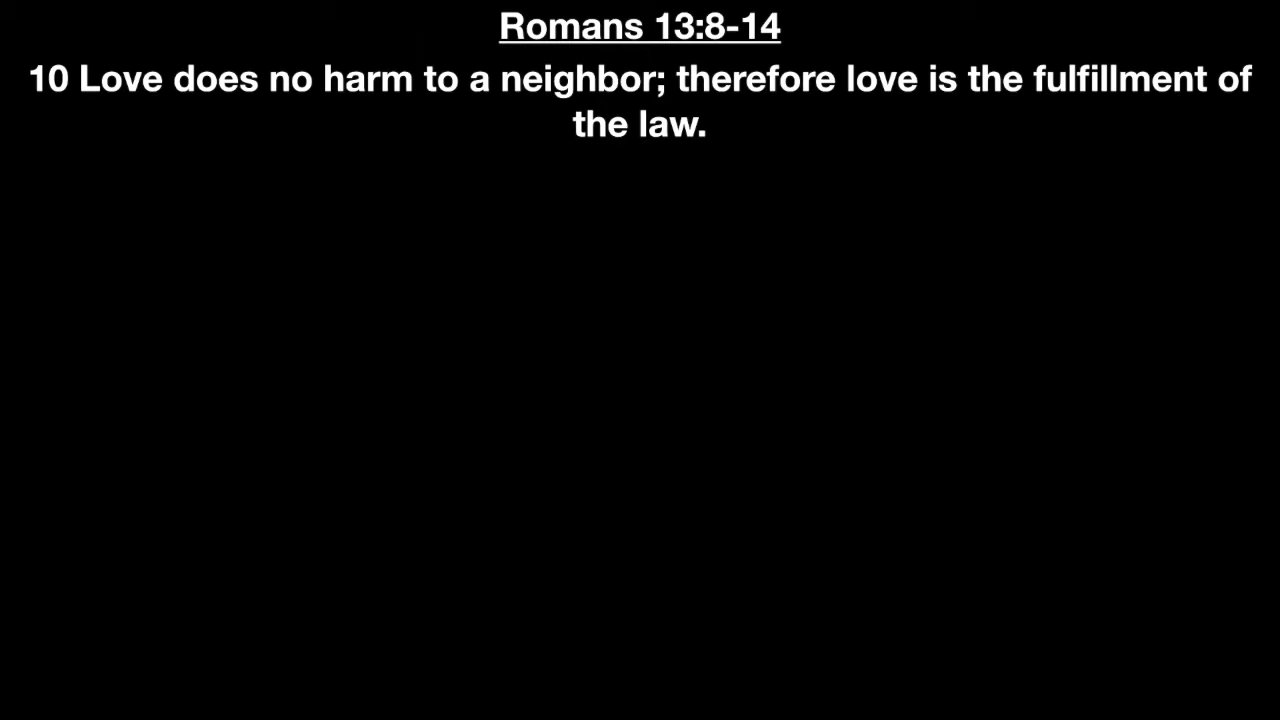 Romans 13:8-14
10 Love does no harm to a neighbor; therefore love is the fulfillment of
the law.